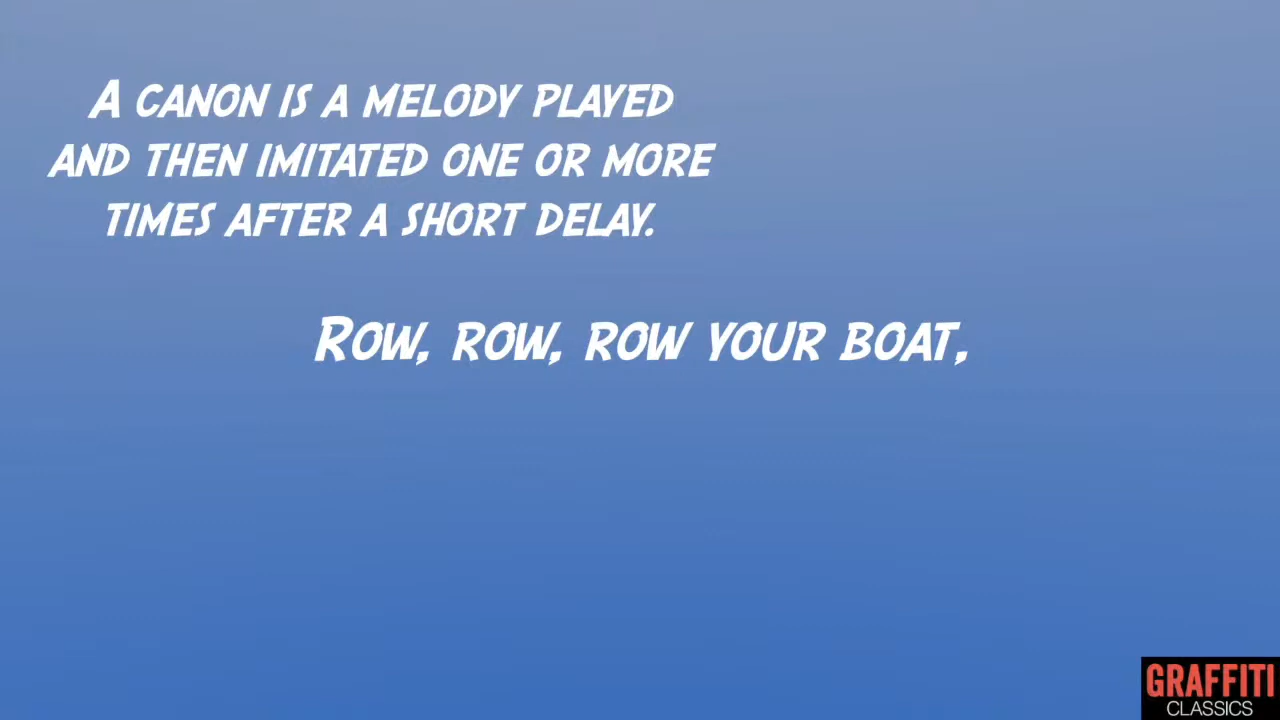 A CANON IS A MELODY PLAYED
AND THEN IMITATED ONE OR MORE
TIMES AFTER A SHORT DELAY.
ROW, ROW, ROW YOUR BOAT,
GRAFFITI
CLASSICS